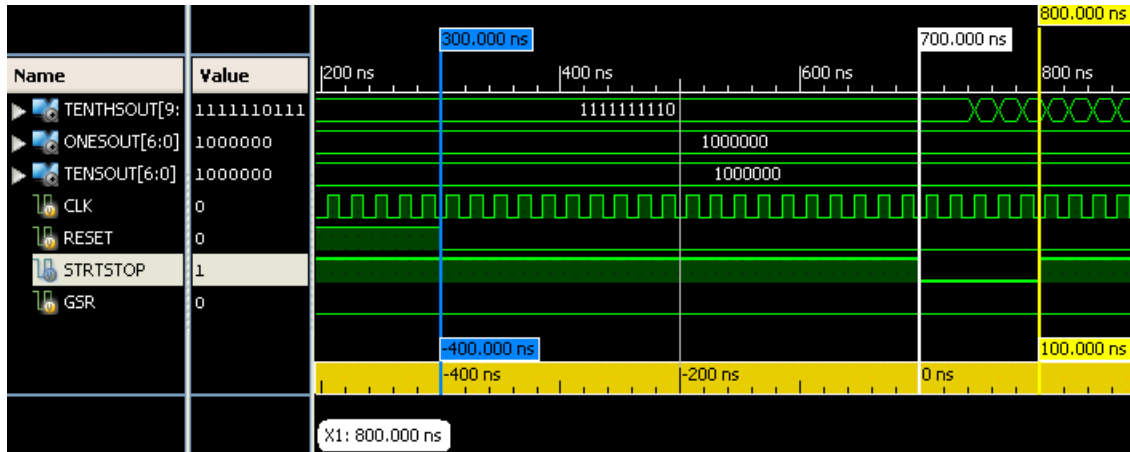 800.000 ns
300.000 ns
700.000 ns
Name
Value
200 ns
400 ns
600 ns
800 ns
TENTHSOUT[9:
1111110111
1111111110
ONESOUT[6:0]
1000000
1000000
TENSOUT[6:0]
1000000
1000000
CLK
0
RESET
0
STRTSTOP
1
GSR
0
-400.000 ns
100.000 ns
-400 ns
-200 ns
0 ns
X1: 800.000 ns